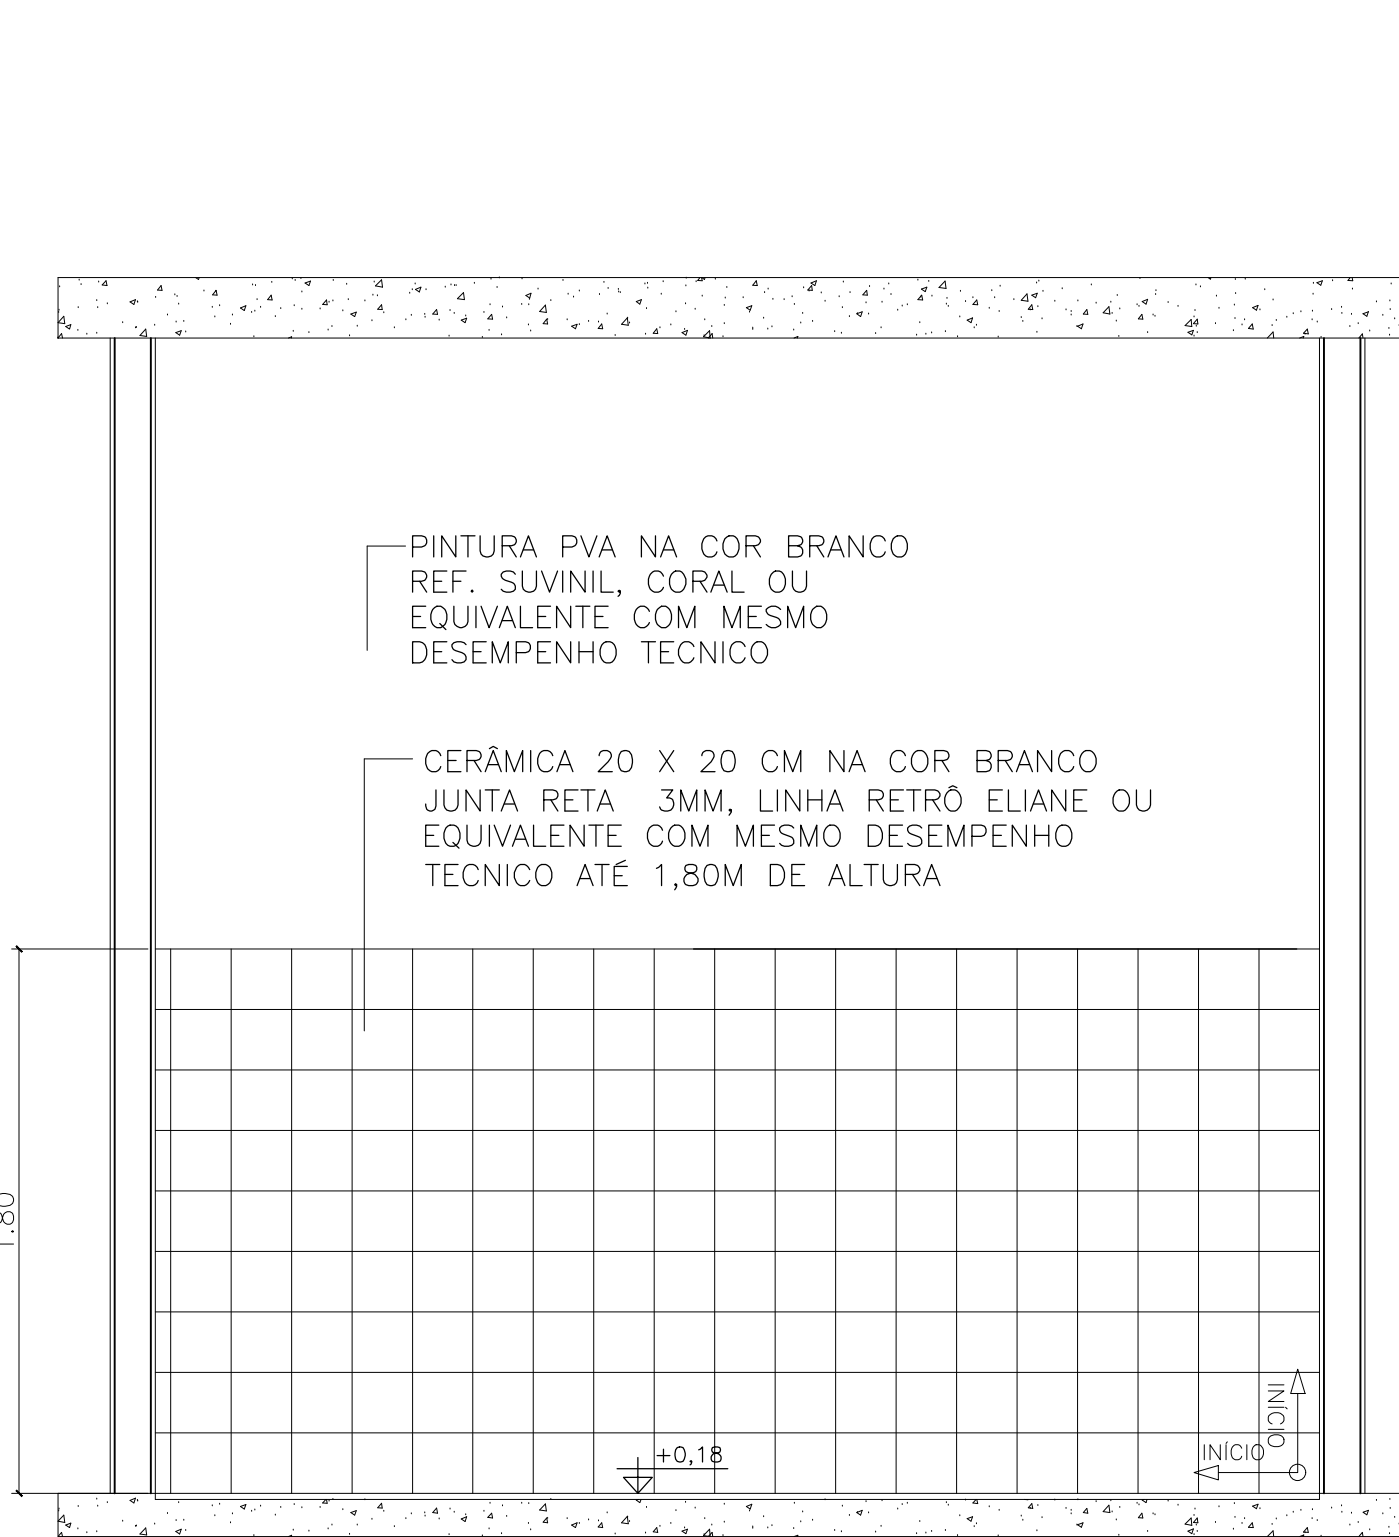 PINTURA PVA NA COR BRANCO
REF. SUVINIL, CORAL OU
EQUIVALENTE COM MESMO
DESEMPENHO TECNICO
CERÂMICA 20 X 20 CM NA COR BRANCO
JUNTA RETA 3MM, LINHA RETRÔ ELIANE OU
EQUIVALENTE COM MESMO DESEMPENHO
TECNICO ATÉ 1,80M DE ALTURA
1.80
+0,18
INÍCIO
INÍCIO